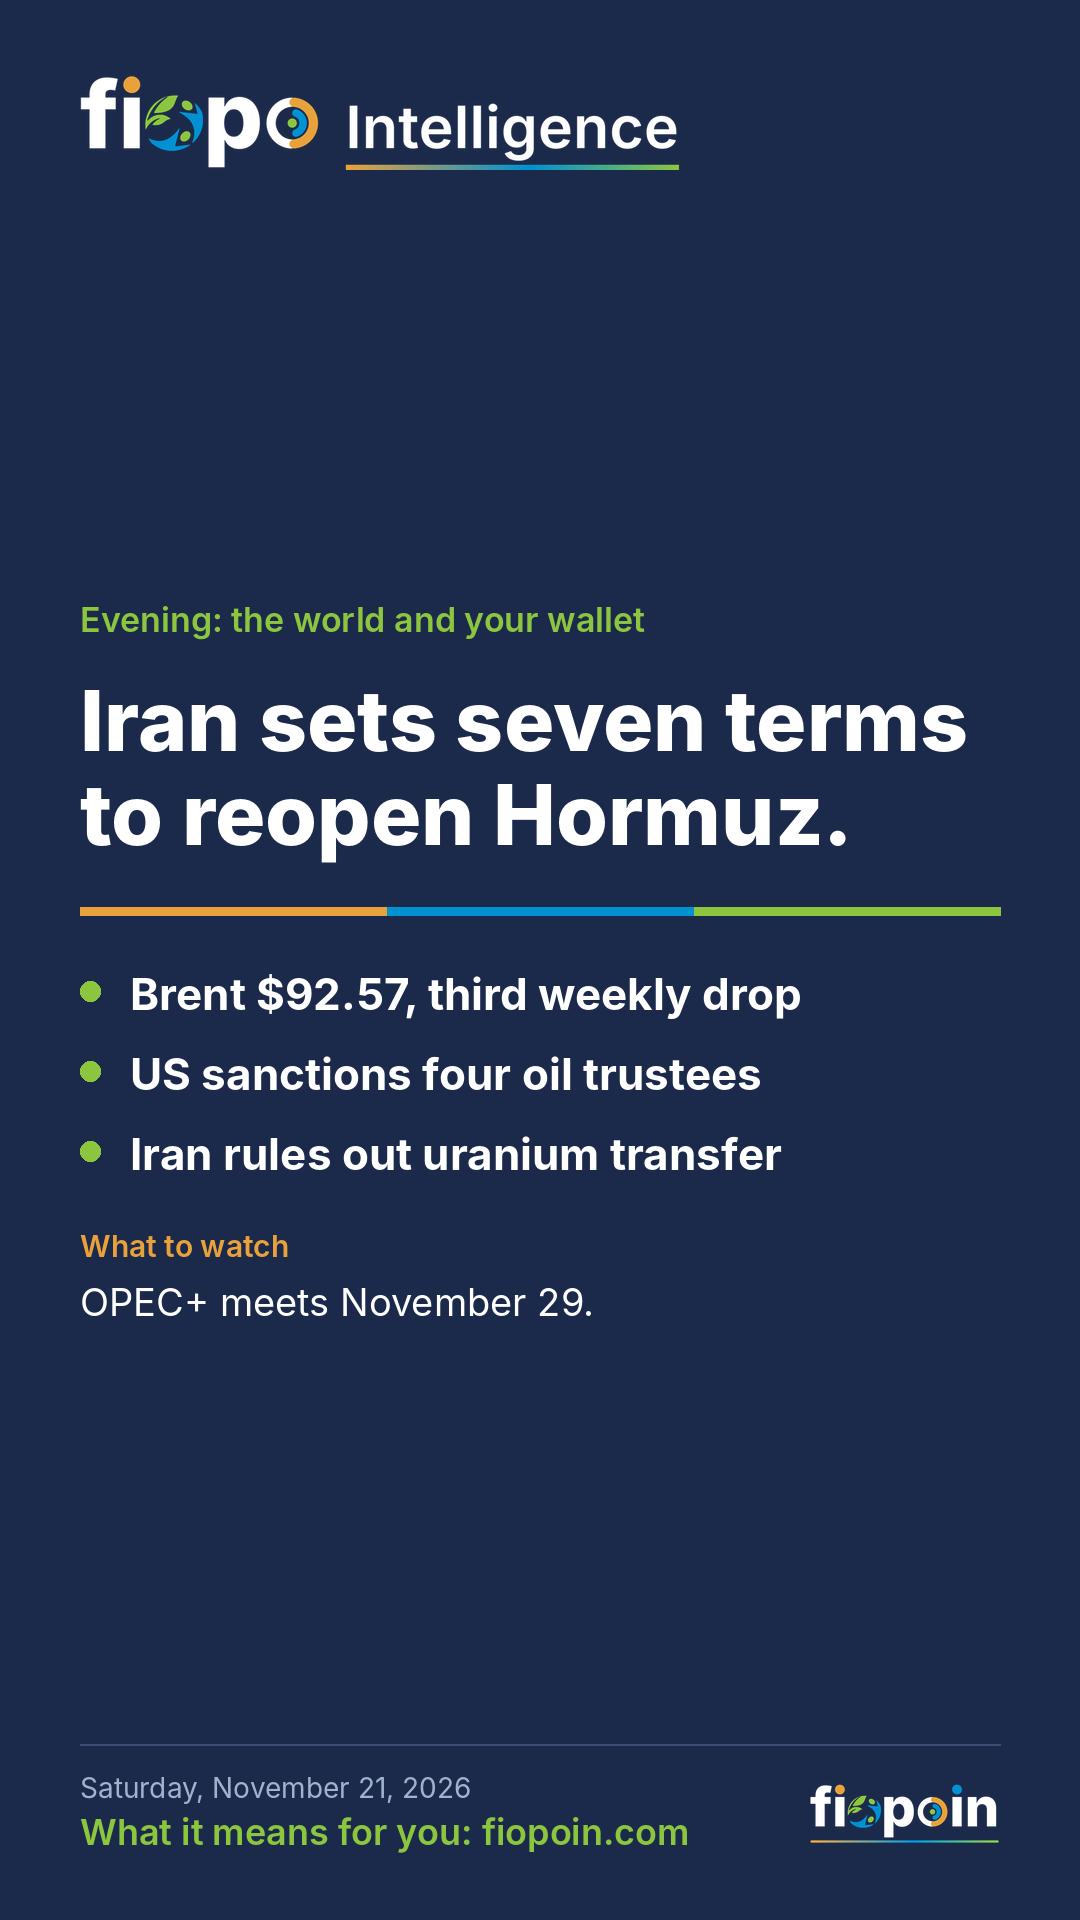 fiopo Intelligence
Evening: the world and your wallet
Iran sets seven terms
to reopen Hormuz.
Brent $92.57, third weekly drop
US sanctions four oil trustees
Iran rules out uranium transfer
What to watch
OPEC+ meets November 29.
Saturday, November 21, 2026
What it means for you: fiopoin.com
fiopoin